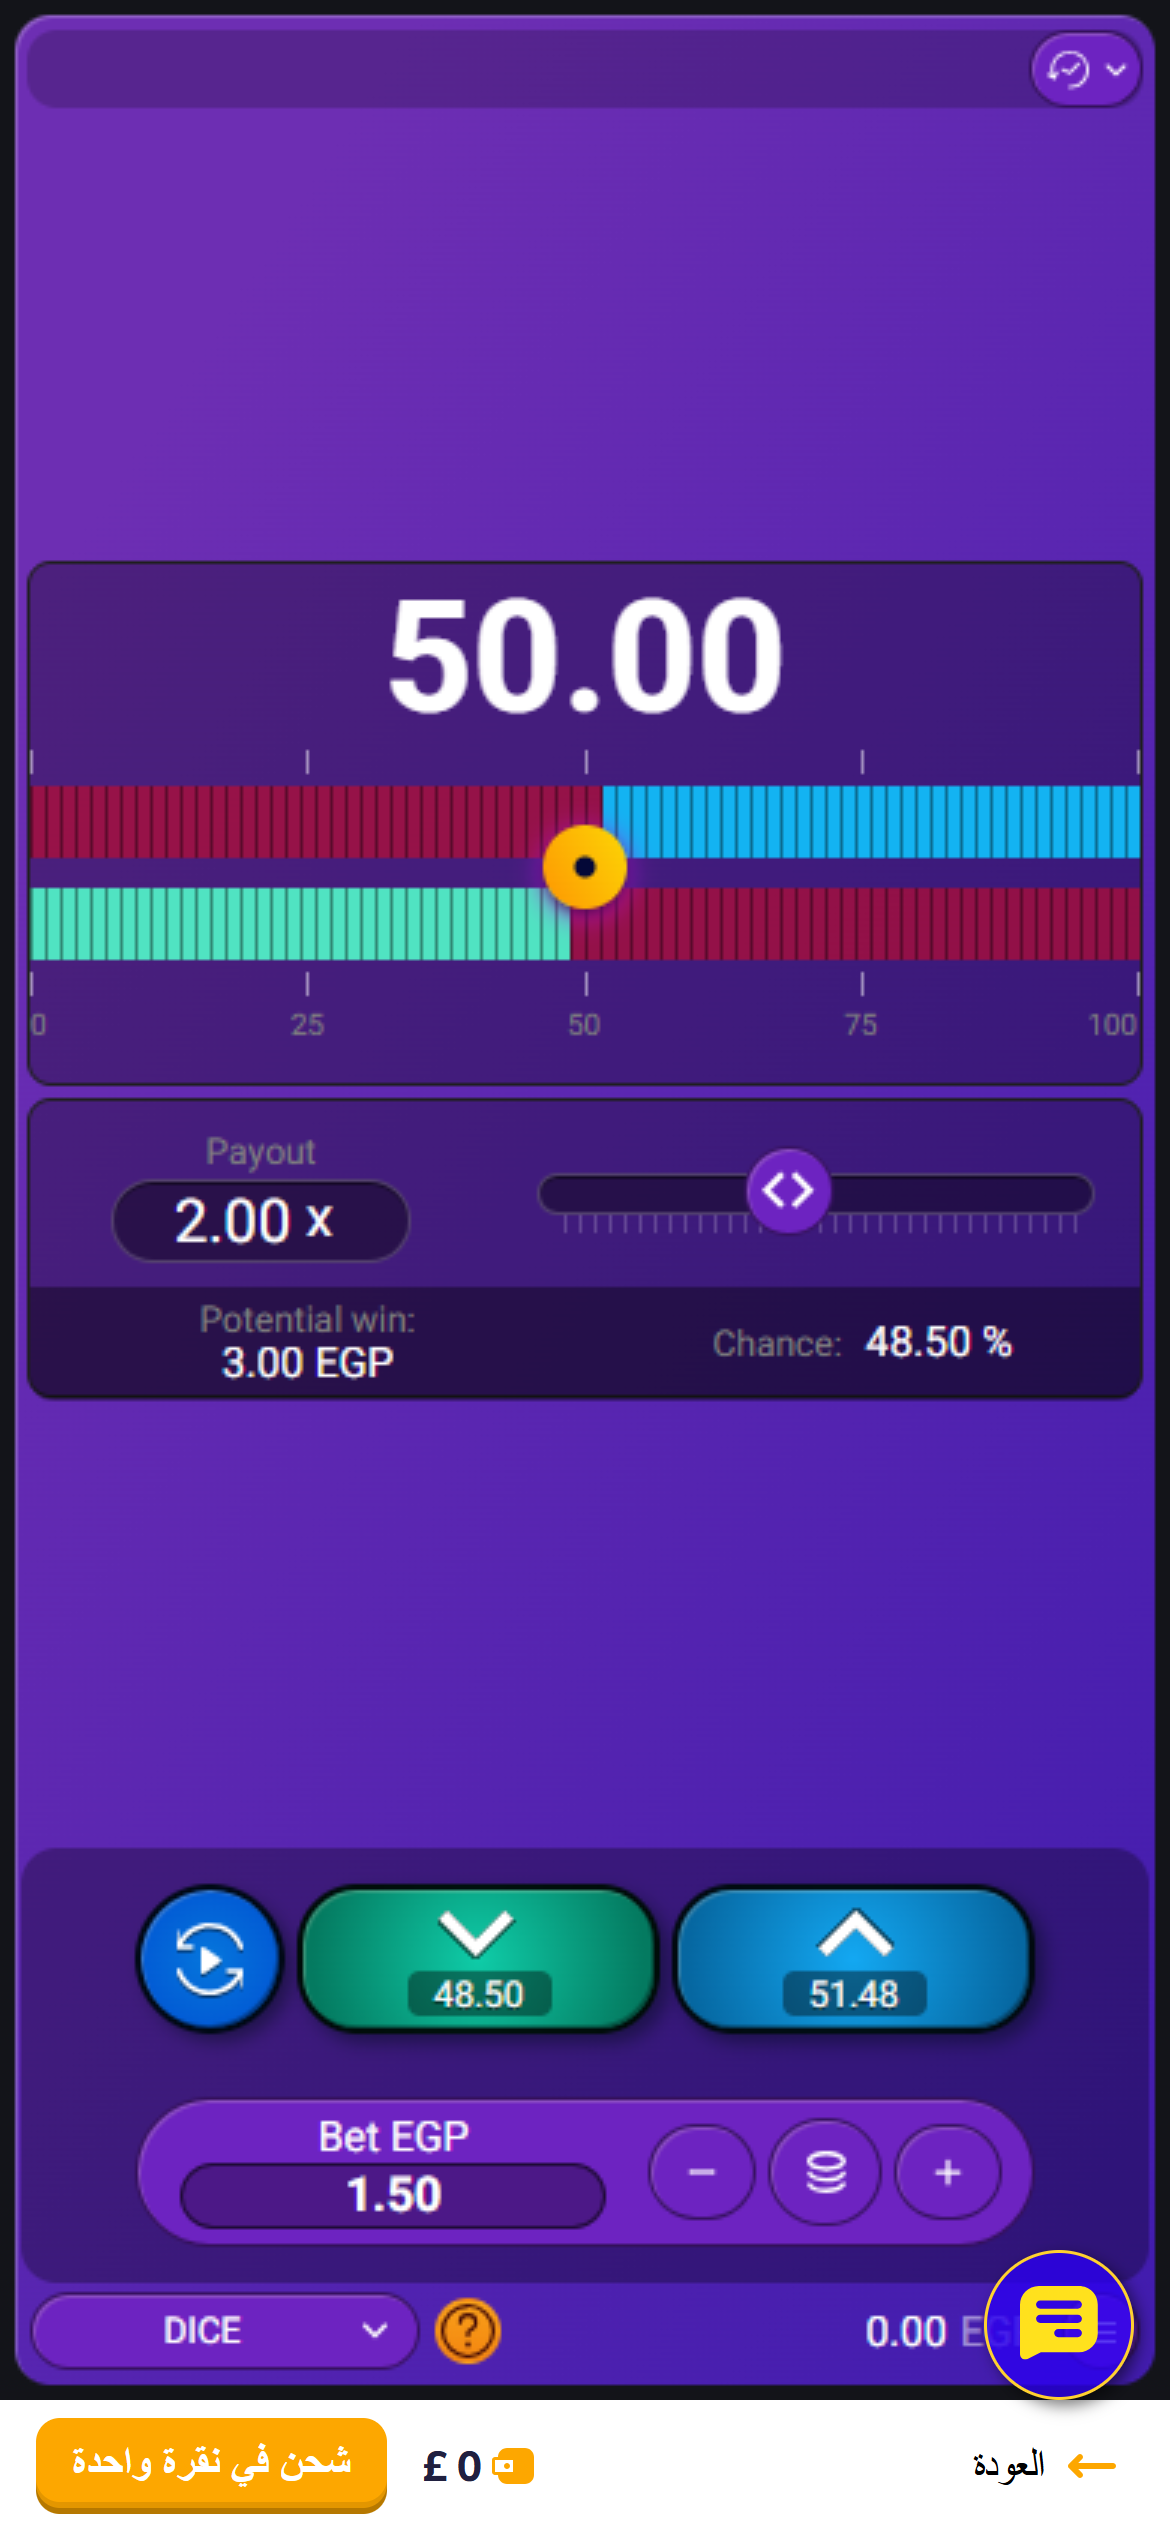 50.00
0 25 50 75 100
Payout
2.00 x
Potential win:
3.00 EGP
Chance: 48.50 %
48.50
51.48
Bet EGP
1.50
DICE
?
0.00
شحن في نقرة واحدة
£ 0
العودة